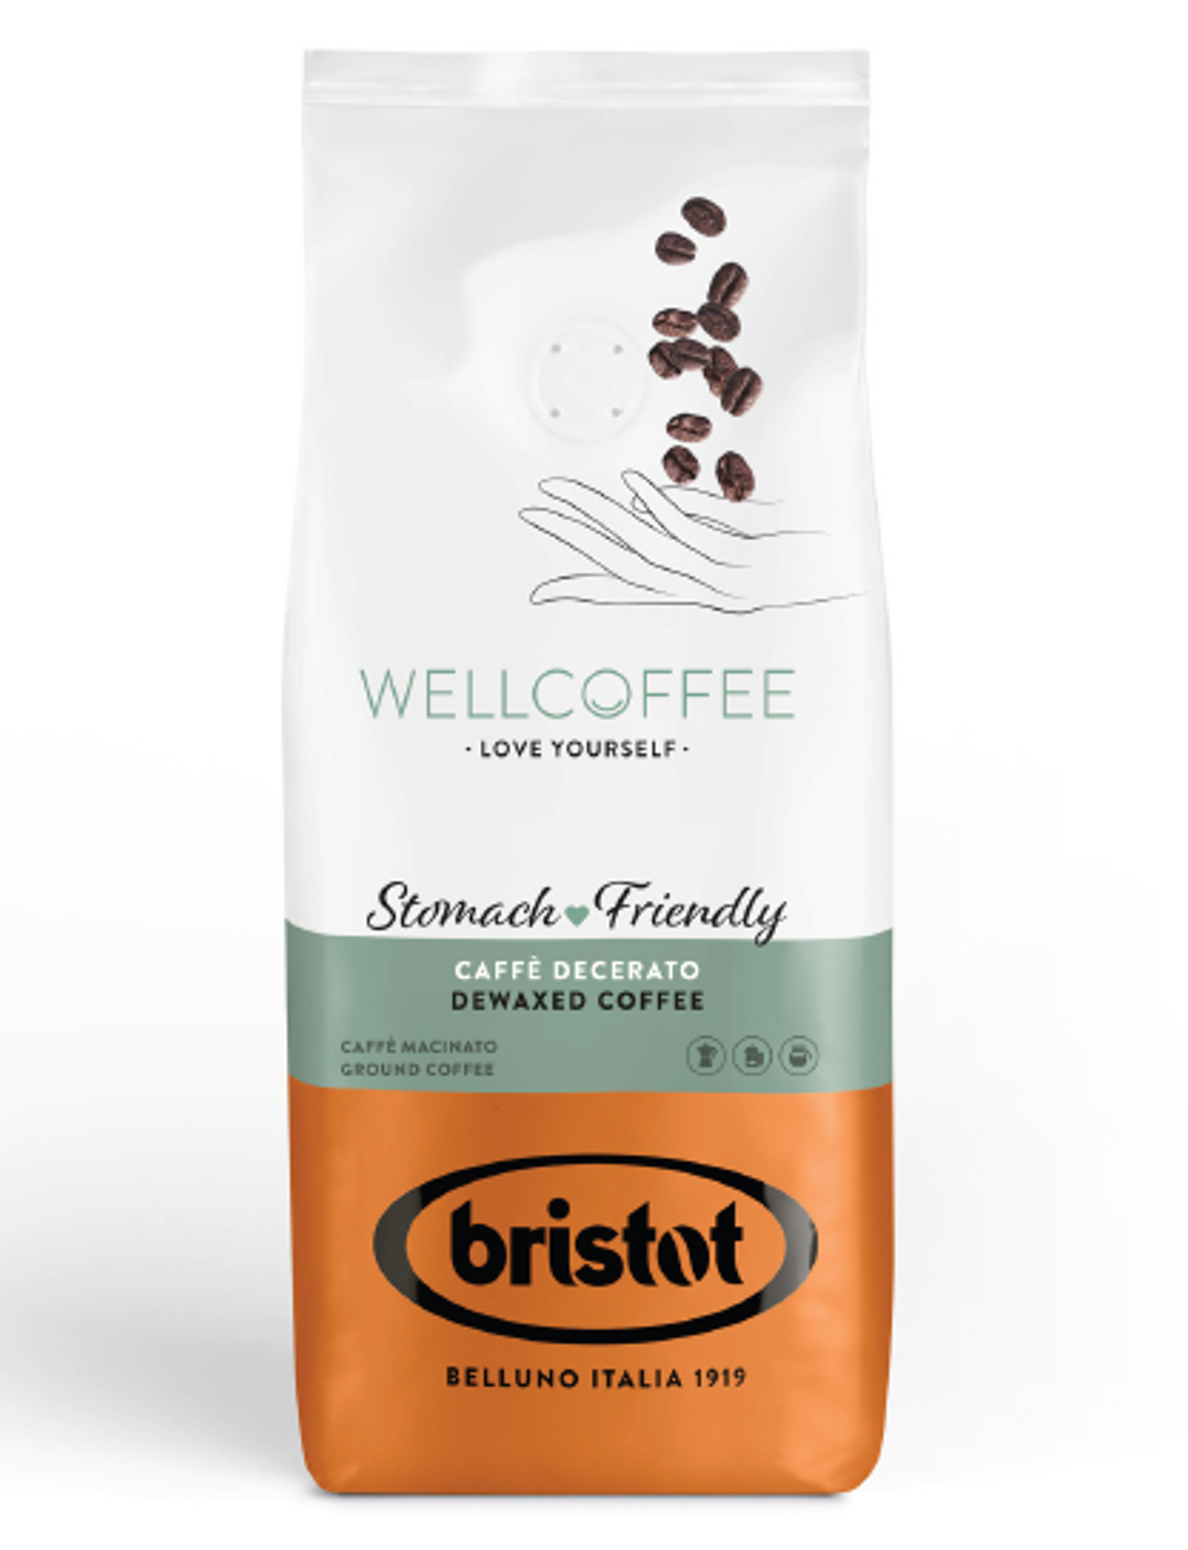 WELLCOFFEE
· LOVE YOURSELF ·
Stomach Friendly
CAFFÈ DECERATO
DEWAXED COFFEE
CAFFÈ MACINATO
GROUND COFFEE
bristot
BELLUNO ITALIA 1919